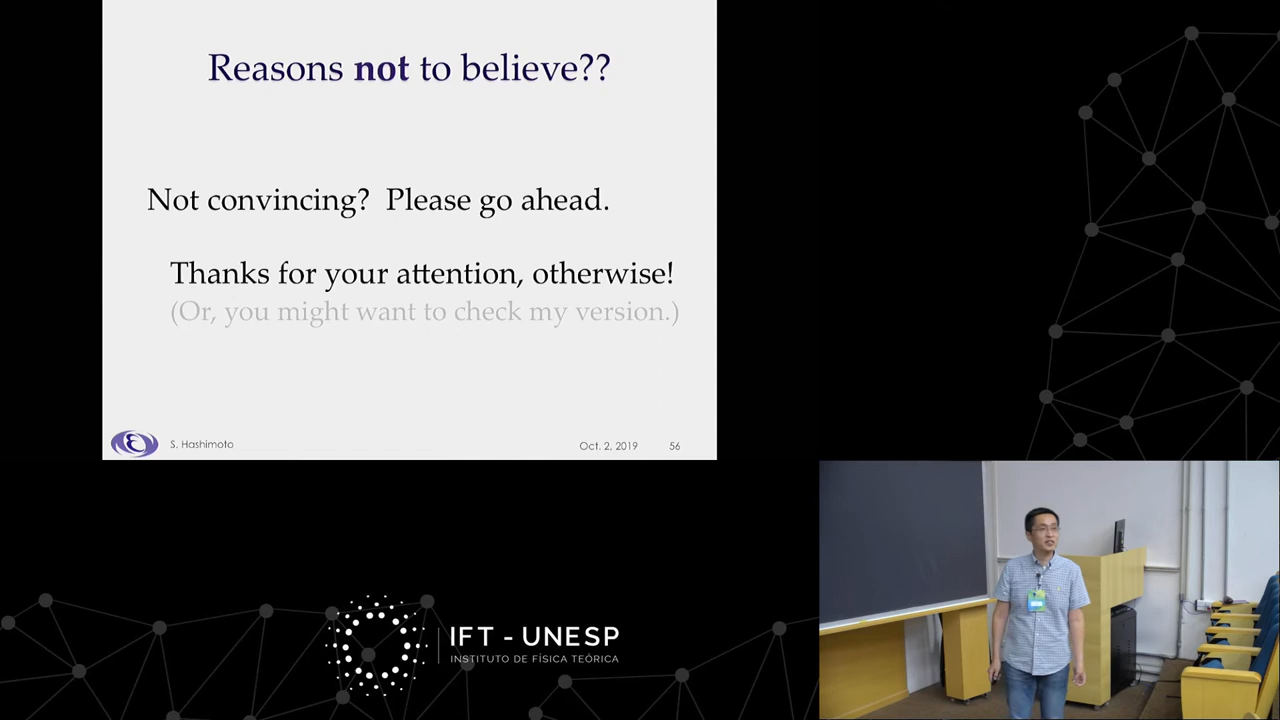 Reasons not to believe??
Not convincing? Please go ahead.
Thanks for your attention, otherwise!
(Or, you might want to check my version.)
S. Hashimoto
Oct. 2, 2019
56
IFT - UNESP
INSTITUTO DE FÍSICA TEÓRICA